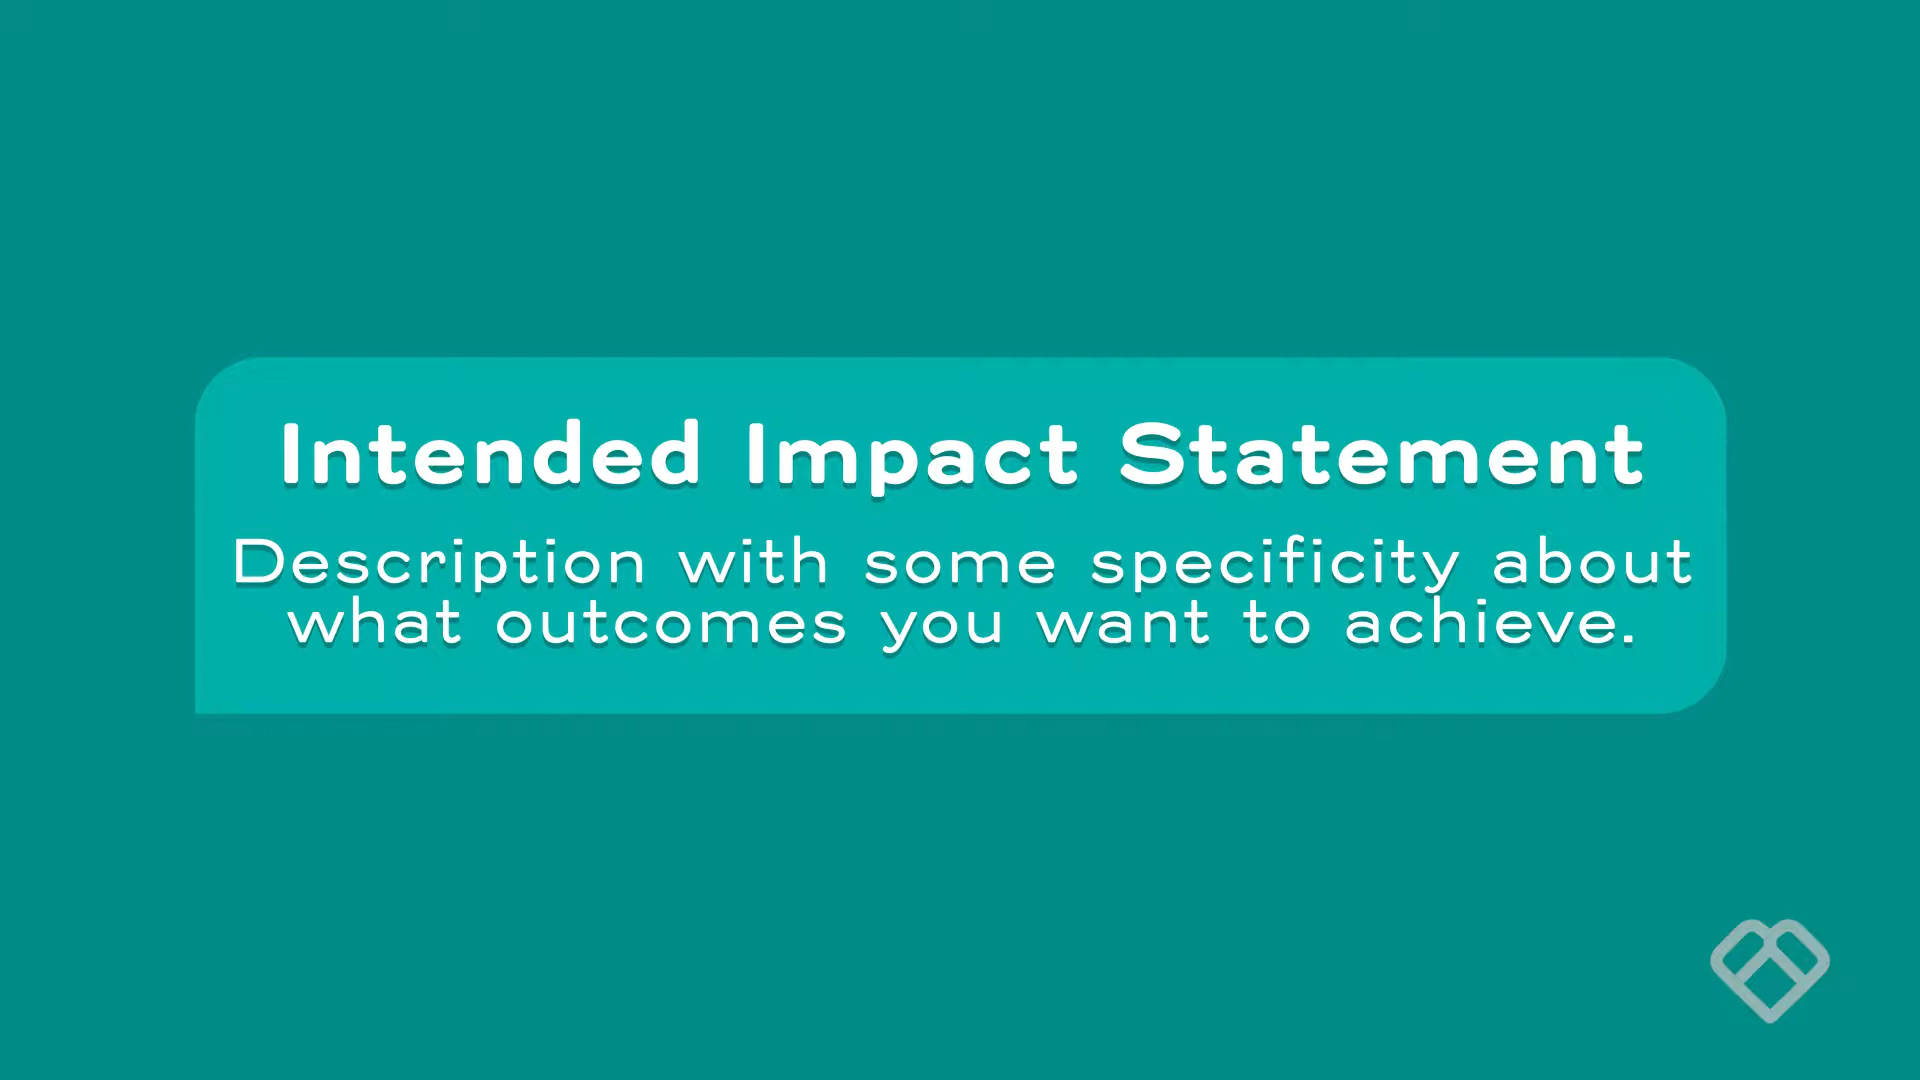 Intended Impact Statement
Description with some specificity about
what outcomes you want to achieve.